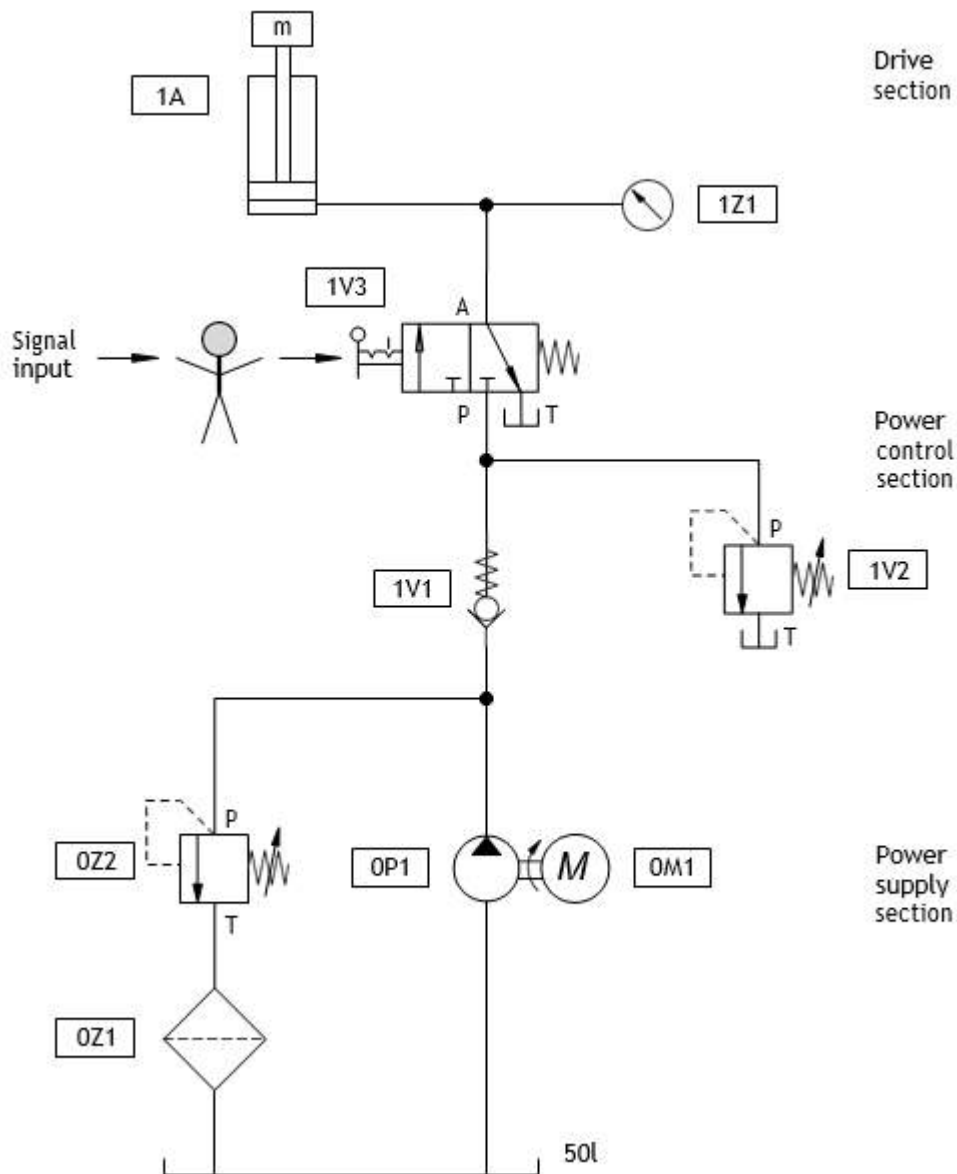 m
1A
Drive
section
1Z1
1V3
A
Signal
input
P
T
Power
control
section
P
1V1
1V2
T
P
0Z2
0P1
M
0M1
Power
supply
section
T
0Z1
50l